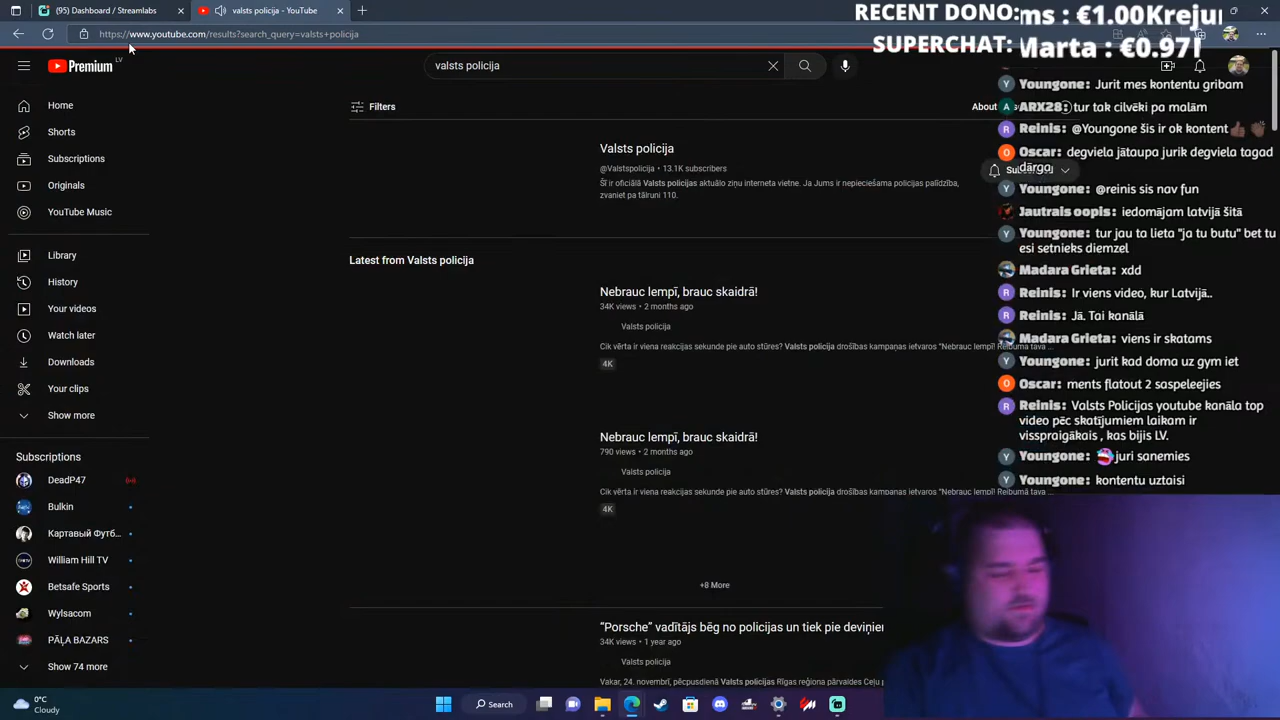 (95) Dashboard | Streamlabs
valsts policija - YouTube
RECENT DONO:
ms : €1.00Kreju
SUPERCHAT:
Marta : €0.97!
https://www.youtube.com/results?search_query=valsts+policija
Premium LV
valsts policija
Home
Shorts
Subscriptions
Originals
YouTube Music
Library
History
Your videos
Watch later
Downloads
Your clips
Show more
Subscriptions
DeadP47
Bulkin
Картавый Футб...
William Hill TV
Betsafe Sports
Wylsacom
PĀĻA BAZARS
Show 74 more
Filters
Valsts policija
@Valstspolicija • 13.1K subscribers
Šī ir oficiālā Valsts policijas aktuālo ziņu interneta vietne. Ja Jums ir nepieciešama policijas palīdzība,
zvaniet pa tālruni 110.
Latest from Valsts policija
Nebrauc lempī, brauc skaidrā!
34K views • 2 months ago
Valsts policija
Cik vērta ir viena reakcijas sekunde pie auto stūres? Valsts policija drošības kampaņas ietvaros "Nebrauc lempī! Reibumā tava ...
4K
Nebrauc lempī, brauc skaidrā!
790 views • 2 months ago
Valsts policija
Cik vērta ir viena reakcijas sekunde pie auto stūres? Valsts policija drošības kampaņas ietvaros "Nebrauc lempī! Reibumā tava ...
4K
+8 More
"Porsche" vadītājs bēg no policijas un tiek pie deviņier
34K views • 1 year ago
Valsts policija
Vakar, 24. novembrī, pēcpusdienā Valsts policijas Rīgas reģiona pārvaldes Ceļu
Youngone: Jurit mes kontentu gribam
ARX28: tur tak cilvēki pa malām
Reinis: @Youngone šis ir ok kontent
Oscar: degviela jātaupa jurik degviela tagad
dārga
Youngone: @reinis sis nav fun
Jautrais oopis: iedomājam latvijā šitā
Youngone: tur jau ta lieta "ja tu butu" bet tu
esi setnieks diemzel
Madara Grieta: xdd
Reinis: Ir viens video, kur Latvijā..
Reinis: Jā. Tai kanālā
Madara Grieta: viens ir skatams
Youngone: jurit kad doma uz gym iet
Oscar: ments flatout 2 saspeleejies
Reinis: Valsts Policijas youtube kanāla top
video pēc skatījumiem laikam ir
visspraigākais , kas bijis LV.
Youngone: juri sanemies
Youngone: kontentu uztaisi
0°C
Cloudy
Search